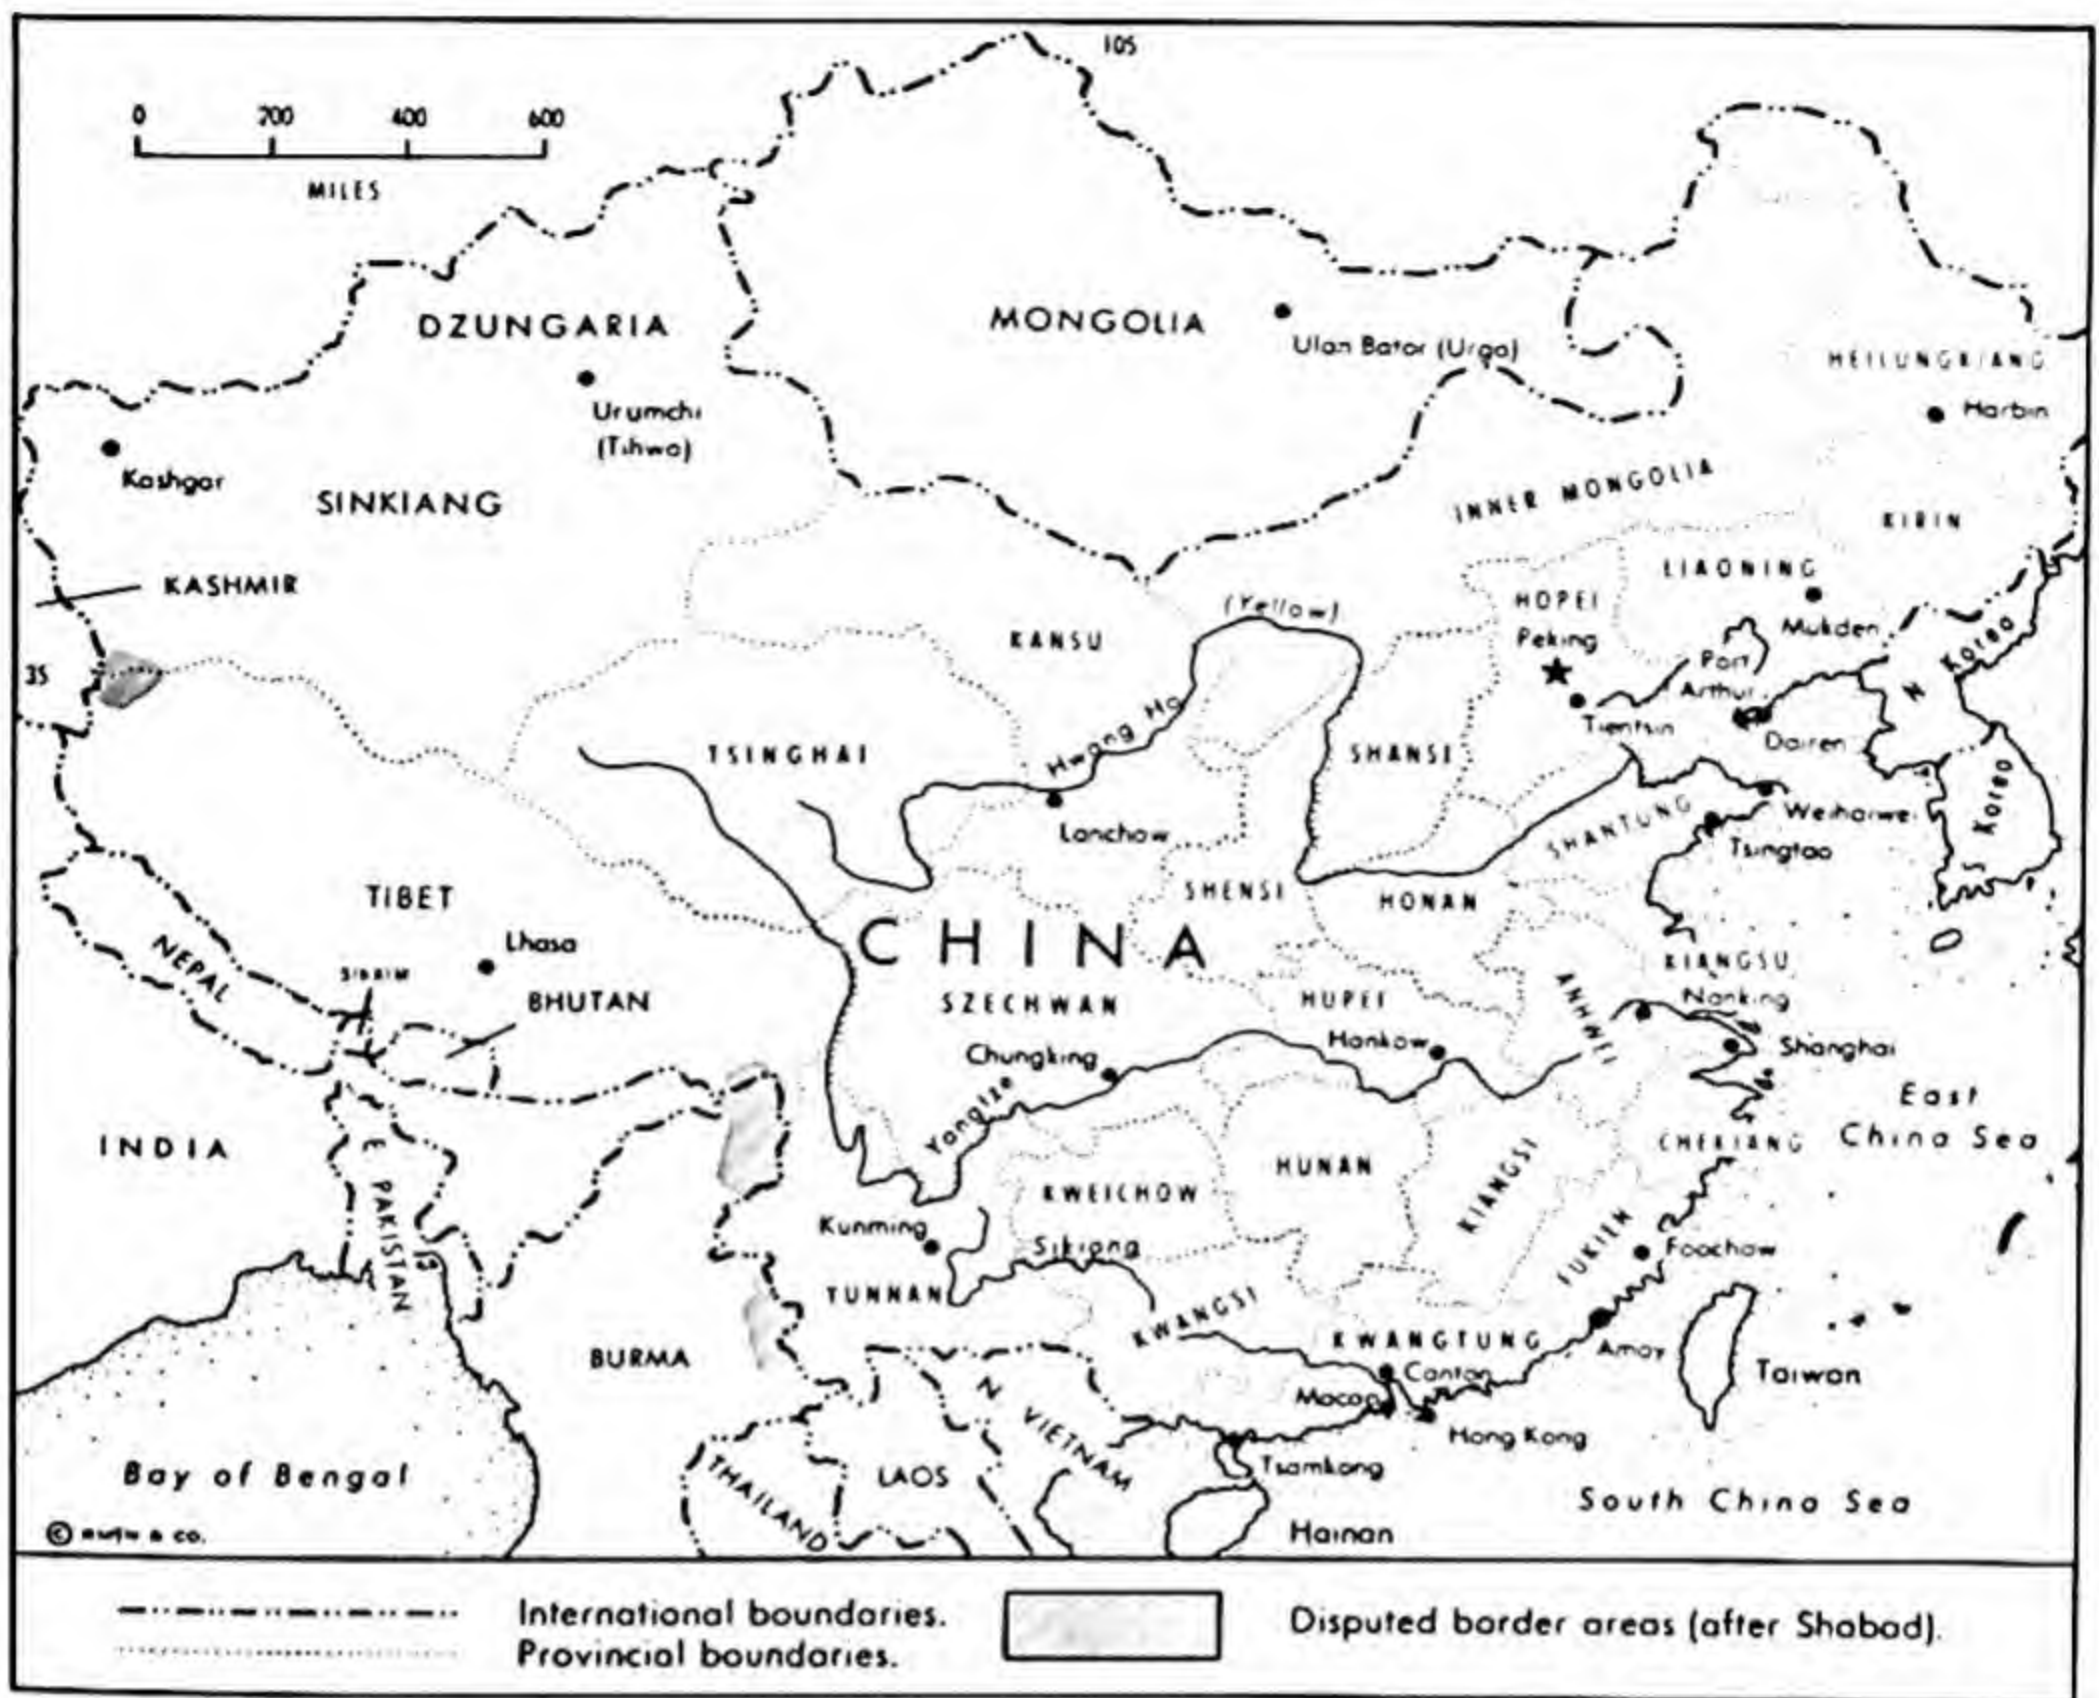 105
0 200 400 600
MILES
DZUNGARIA
MONGOLIA
Ulan Bator (Urga)
HEILUNGKIANG
Harbin
Urumchi
(Tihwa)
Kashgar
SINKIANG
INNER MONGOLIA
KIRIN
KASHMIR
LIAONING
Mukden
HOPEI
Peking
(Yellow)
KANSU
35
Port
Arthur
N Korea
Tientsin
Dairen
Hwang Ho
TSINGHAI
SHANSI
S Korea
Lanchow
SHANTUNG
Weihaiwei
Tsingtao
TIBET
SHENSI
HONAN
CHINA
NEPAL
Lhasa
SIKKIM
BHUTAN
SZECHWAN
HUPEI
ANHWEI
KIANGSU
Nanking
Hankow
Shanghai
Chungking
Yangtze
East
China Sea
INDIA
E PAKISTAN
CHEKIANG
HUNAN
KIANGSI
KWEICHOW
Kunming
Sikiang
FUKIEN
Foochow
YUNNAN
KWANGSI
KWANGTUNG
BURMA
Amoy
Canton
Taiwan
Macao
Hong Kong
N VIETNAM
Bay of Bengal
THAILAND
LAOS
Tsamkong
South China Sea
Hainan
International boundaries.
Provincial boundaries.
Disputed border areas (after Shabad).